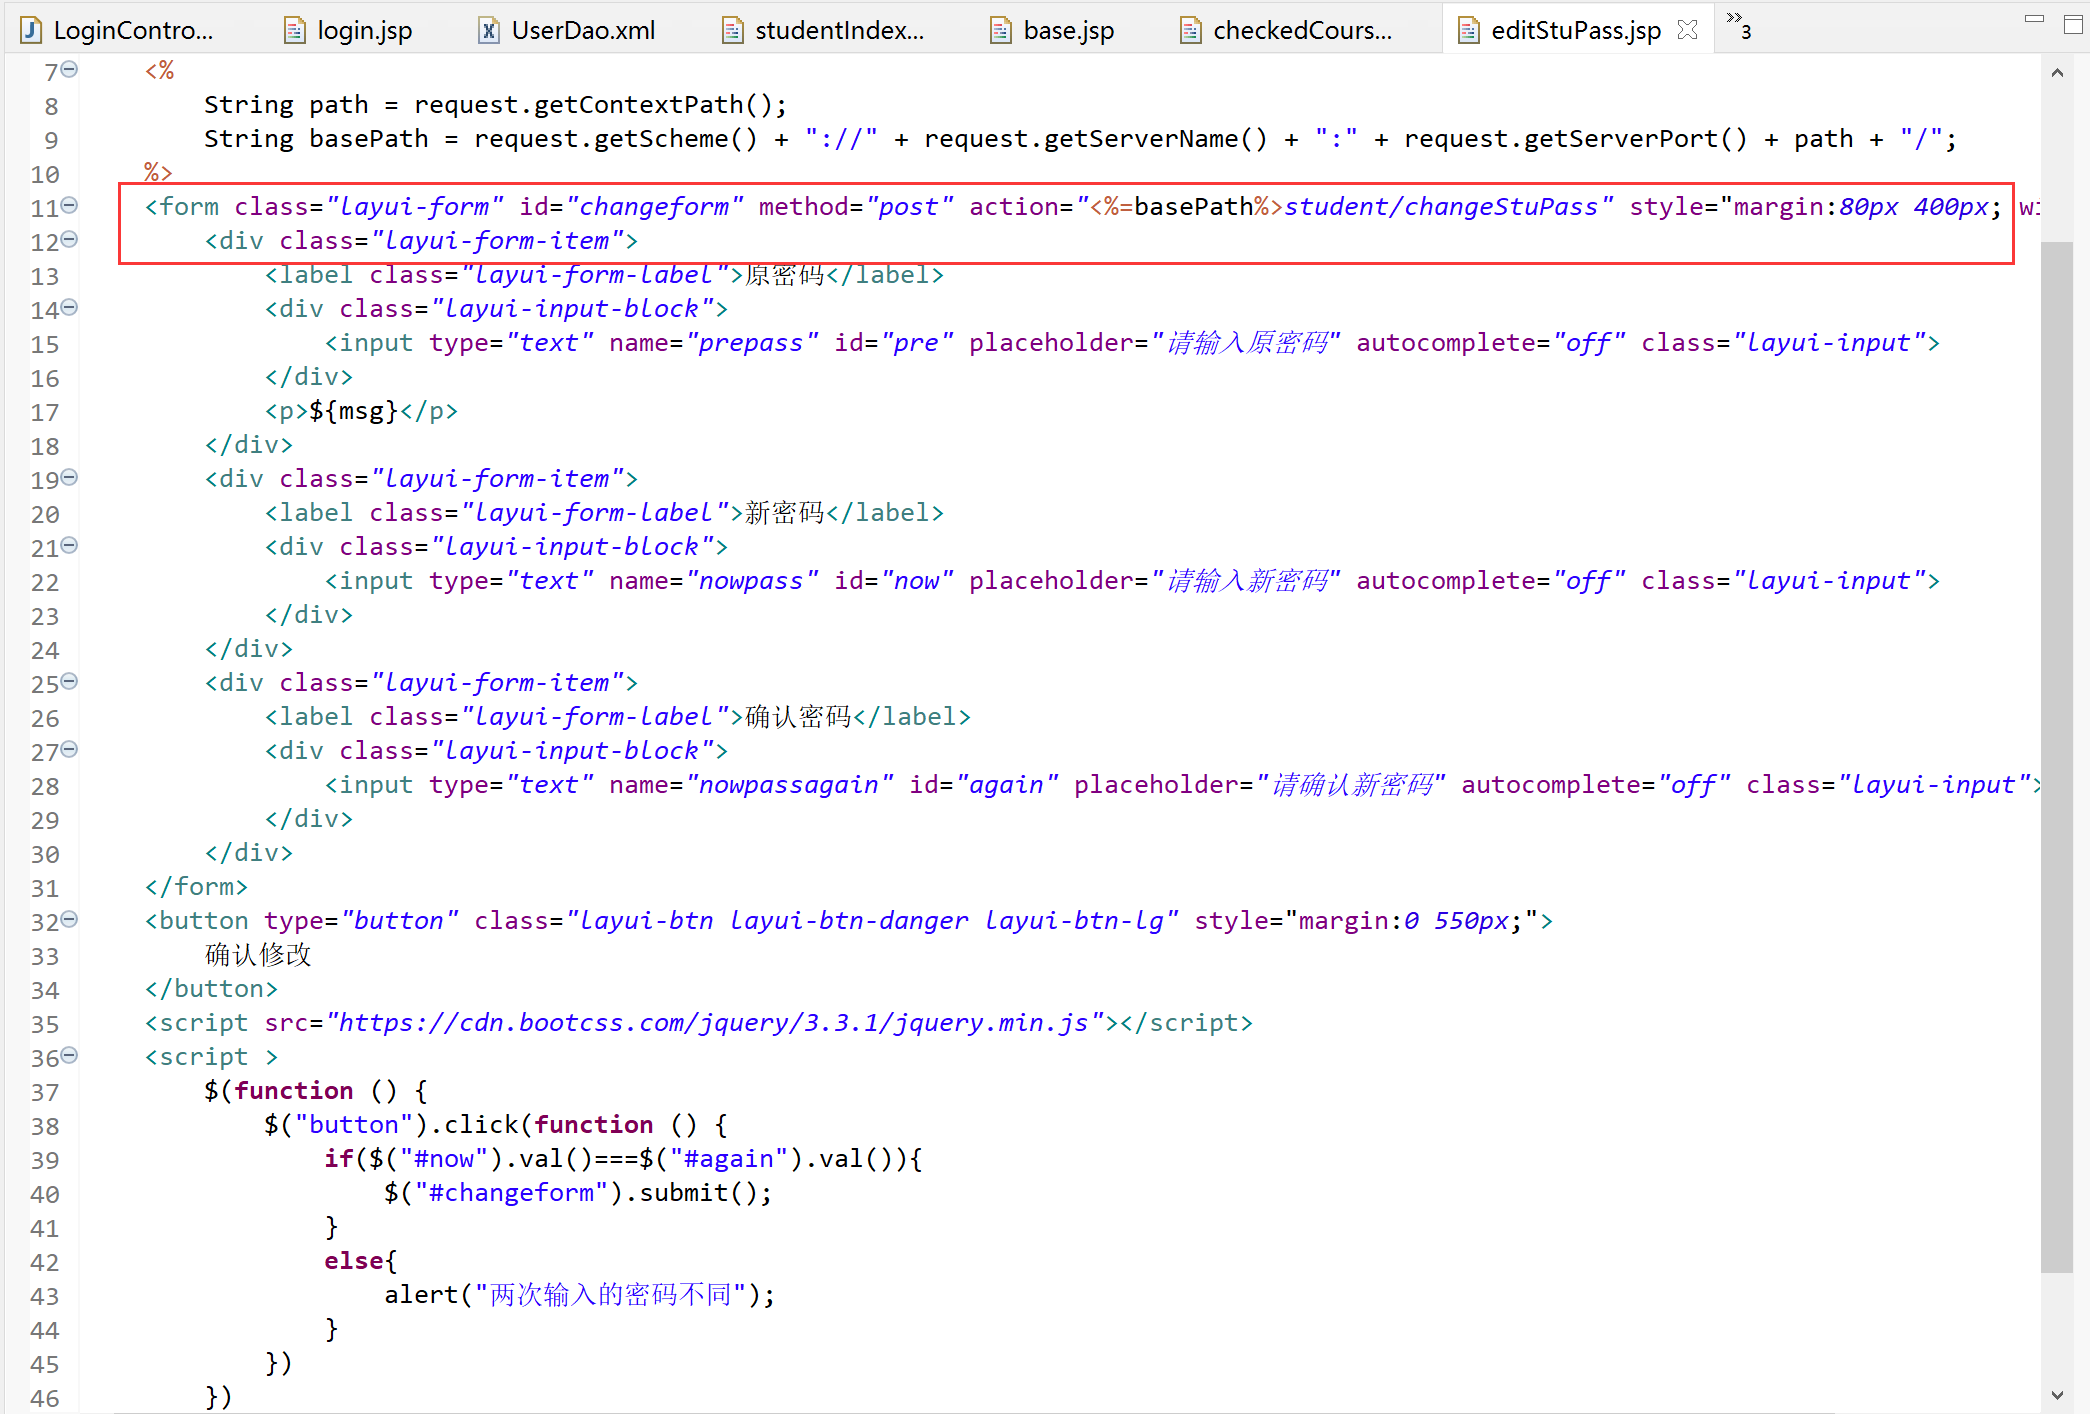 LoginContro... login.jsp UserDao.xml studentIndex... base.jsp checkedCours... editStuPass.jsp »3
7 <%
8 String path = request.getContextPath();
9 String basePath = request.getScheme() + "://" + request.getServerName() + ":" + request.getServerPort() + path + "/";
10 %>
11 <form class="layui-form" id="changeform" method="post" action="<%=basePath%>student/changeStuPass" style="margin:80px 400px; wi
12 <div class="layui-form-item">
13 <label class="layui-form-label">原密码</label>
14 <div class="layui-input-block">
15 <input type="text" name="prepass" id="pre" placeholder="请输入原密码" autocomplete="off" class="layui-input">
16 </div>
17 <p>${msg}</p>
18 </div>
19 <div class="layui-form-item">
20 <label class="layui-form-label">新密码</label>
21 <div class="layui-input-block">
22 <input type="text" name="nowpass" id="now" placeholder="请输入新密码" autocomplete="off" class="layui-input">
23 </div>
24 </div>
25 <div class="layui-form-item">
26 <label class="layui-form-label">确认密码</label>
27 <div class="layui-input-block">
28 <input type="text" name="nowpassagain" id="again" placeholder="请确认新密码" autocomplete="off" class="layui-input">
29 </div>
30 </div>
31 </form>
32 <button type="button" class="layui-btn layui-btn-danger layui-btn-lg" style="margin:0 550px;">
33 确认修改
34 </button>
35 <script src="https://cdn.bootcss.com/jquery/3.3.1/jquery.min.js"></script>
36 <script >
37 $(function () {
38 $("button").click(function () {
39 if($("#now").val()===$("#again").val()){
40 $("#changeform").submit();
41 }
42 else{
43 alert("两次输入的密码不同");
44 }
45 })
46 })